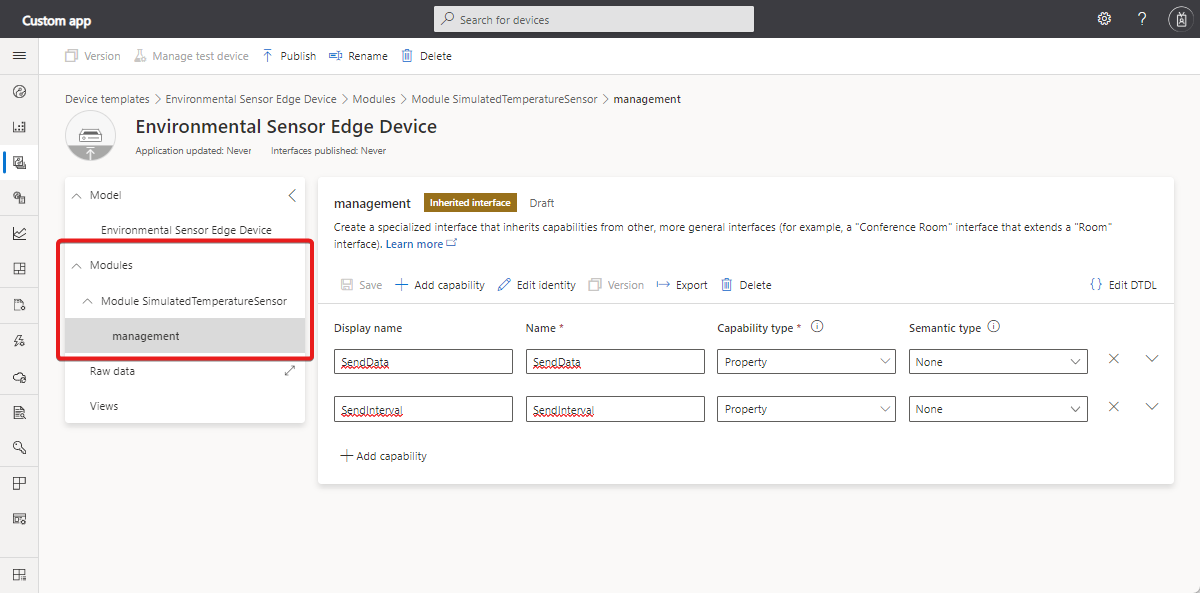 Custom app
Search for devices
?
Version
Manage test device
Publish
Rename
Delete
Device templates > Environmental Sensor Edge Device > Modules > Module SimulatedTemperatureSensor > management
Environmental Sensor Edge Device
Application updated: Never Interfaces published: Never
Model
Environmental Sensor Edge Device
Modules
Module SimulatedTemperatureSensor
management
Raw data
Views
management Inherited interface Draft
Create a specialized interface that inherits capabilities from other, more general interfaces (for example, a "Conference Room" interface that extends a "Room"
interface). Learn more
Save + Add capability Edit identity Version Export Delete {} Edit DTDL
Display name Name * Capability type * Semantic type
SendData SendData Property None
SendInterval SendInterval Property None
+ Add capability